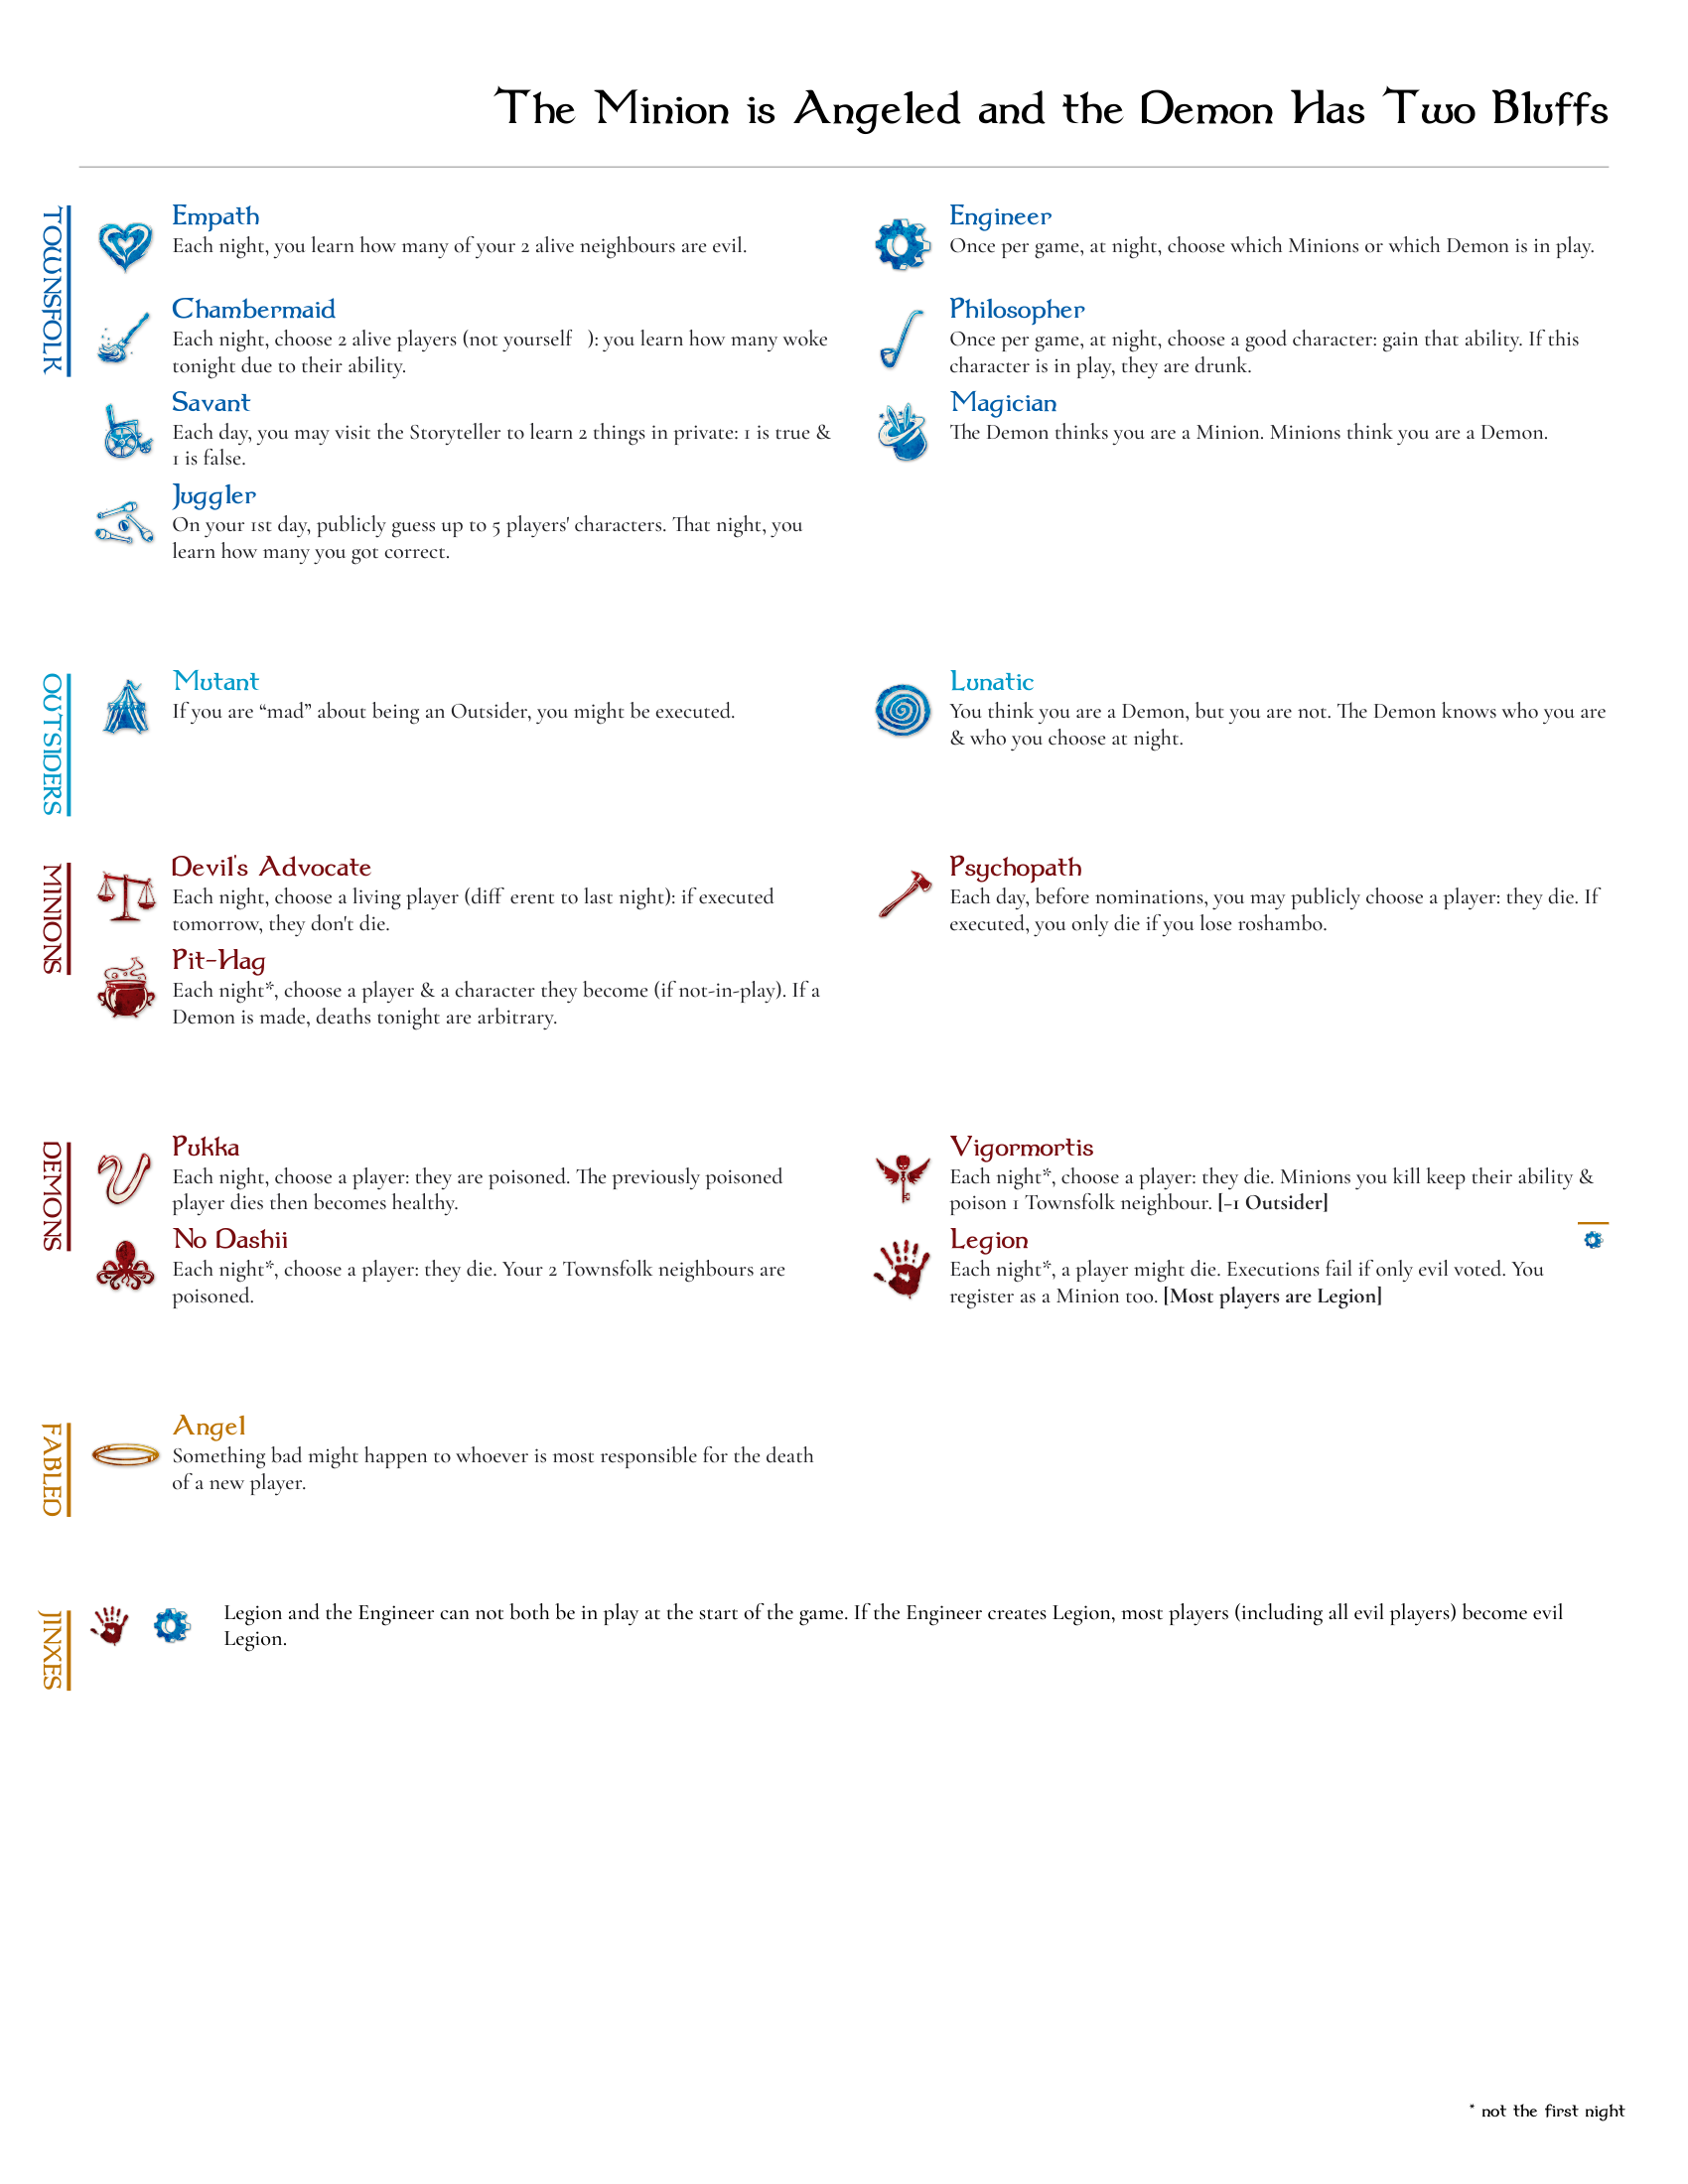 The Minion is Angeled and the Demon Has Two Bluffs
TOWNSFOLK
Empath
Each night, you learn how many of your 2 alive neighbours are evil.
Chambermaid
Each night, choose 2 alive players (not yourself ): you learn how many woke
tonight due to their ability.
Savant
Each day, you may visit the Storyteller to learn 2 things in private: 1 is true &
1 is false.
Juggler
On your 1st day, publicly guess up to 5 players' characters. That night, you
learn how many you got correct.
Engineer
Once per game, at night, choose which Minions or which Demon is in play.
Philosopher
Once per game, at night, choose a good character: gain that ability. If this
character is in play, they are drunk.
Magician
The Demon thinks you are a Minion. Minions think you are a Demon.
OUTSIDERS
Mutant
If you are “mad” about being an Outsider, you might be executed.
Lunatic
You think you are a Demon, but you are not. The Demon knows who you are
& who you choose at night.
MINIONS
Devil's Advocate
Each night, choose a living player (diff erent to last night): if executed
tomorrow, they don't die.
Pit-Hag
Each night*, choose a player & a character they become (if not-in-play). If a
Demon is made, deaths tonight are arbitrary.
Psychopath
Each day, before nominations, you may publicly choose a player: they die. If
executed, you only die if you lose roshambo.
DEMONS
Pukka
Each night, choose a player: they are poisoned. The previously poisoned
player dies then becomes healthy.
No Dashii
Each night*, choose a player: they die. Your 2 Townsfolk neighbours are
poisoned.
Vigormortis
Each night*, choose a player: they die. Minions you kill keep their ability &
poison 1 Townsfolk neighbour. [-1 Outsider]
Legion
Each night*, a player might die. Executions fail if only evil voted. You
register as a Minion too. [Most players are Legion]
FABLED
Angel
Something bad might happen to whoever is most responsible for the death
of a new player.
JINXES
Legion and the Engineer can not both be in play at the start of the game. If the Engineer creates Legion, most players (including all evil players) become evil
Legion.
* not the first night